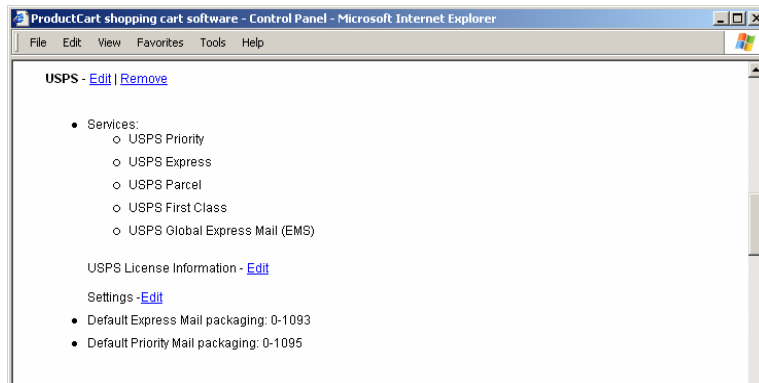 ProductCart shopping cart software - Control Panel - Microsoft Internet Explorer
File Edit View Favorites Tools Help
USPS - Edit | Remove
Services:
USPS Priority
USPS Express
USPS Parcel
USPS First Class
USPS Global Express Mail (EMS)
USPS License Information - Edit
Settings -Edit
Default Express Mail packaging: 0-1093
Default Priority Mail packaging: 0-1095